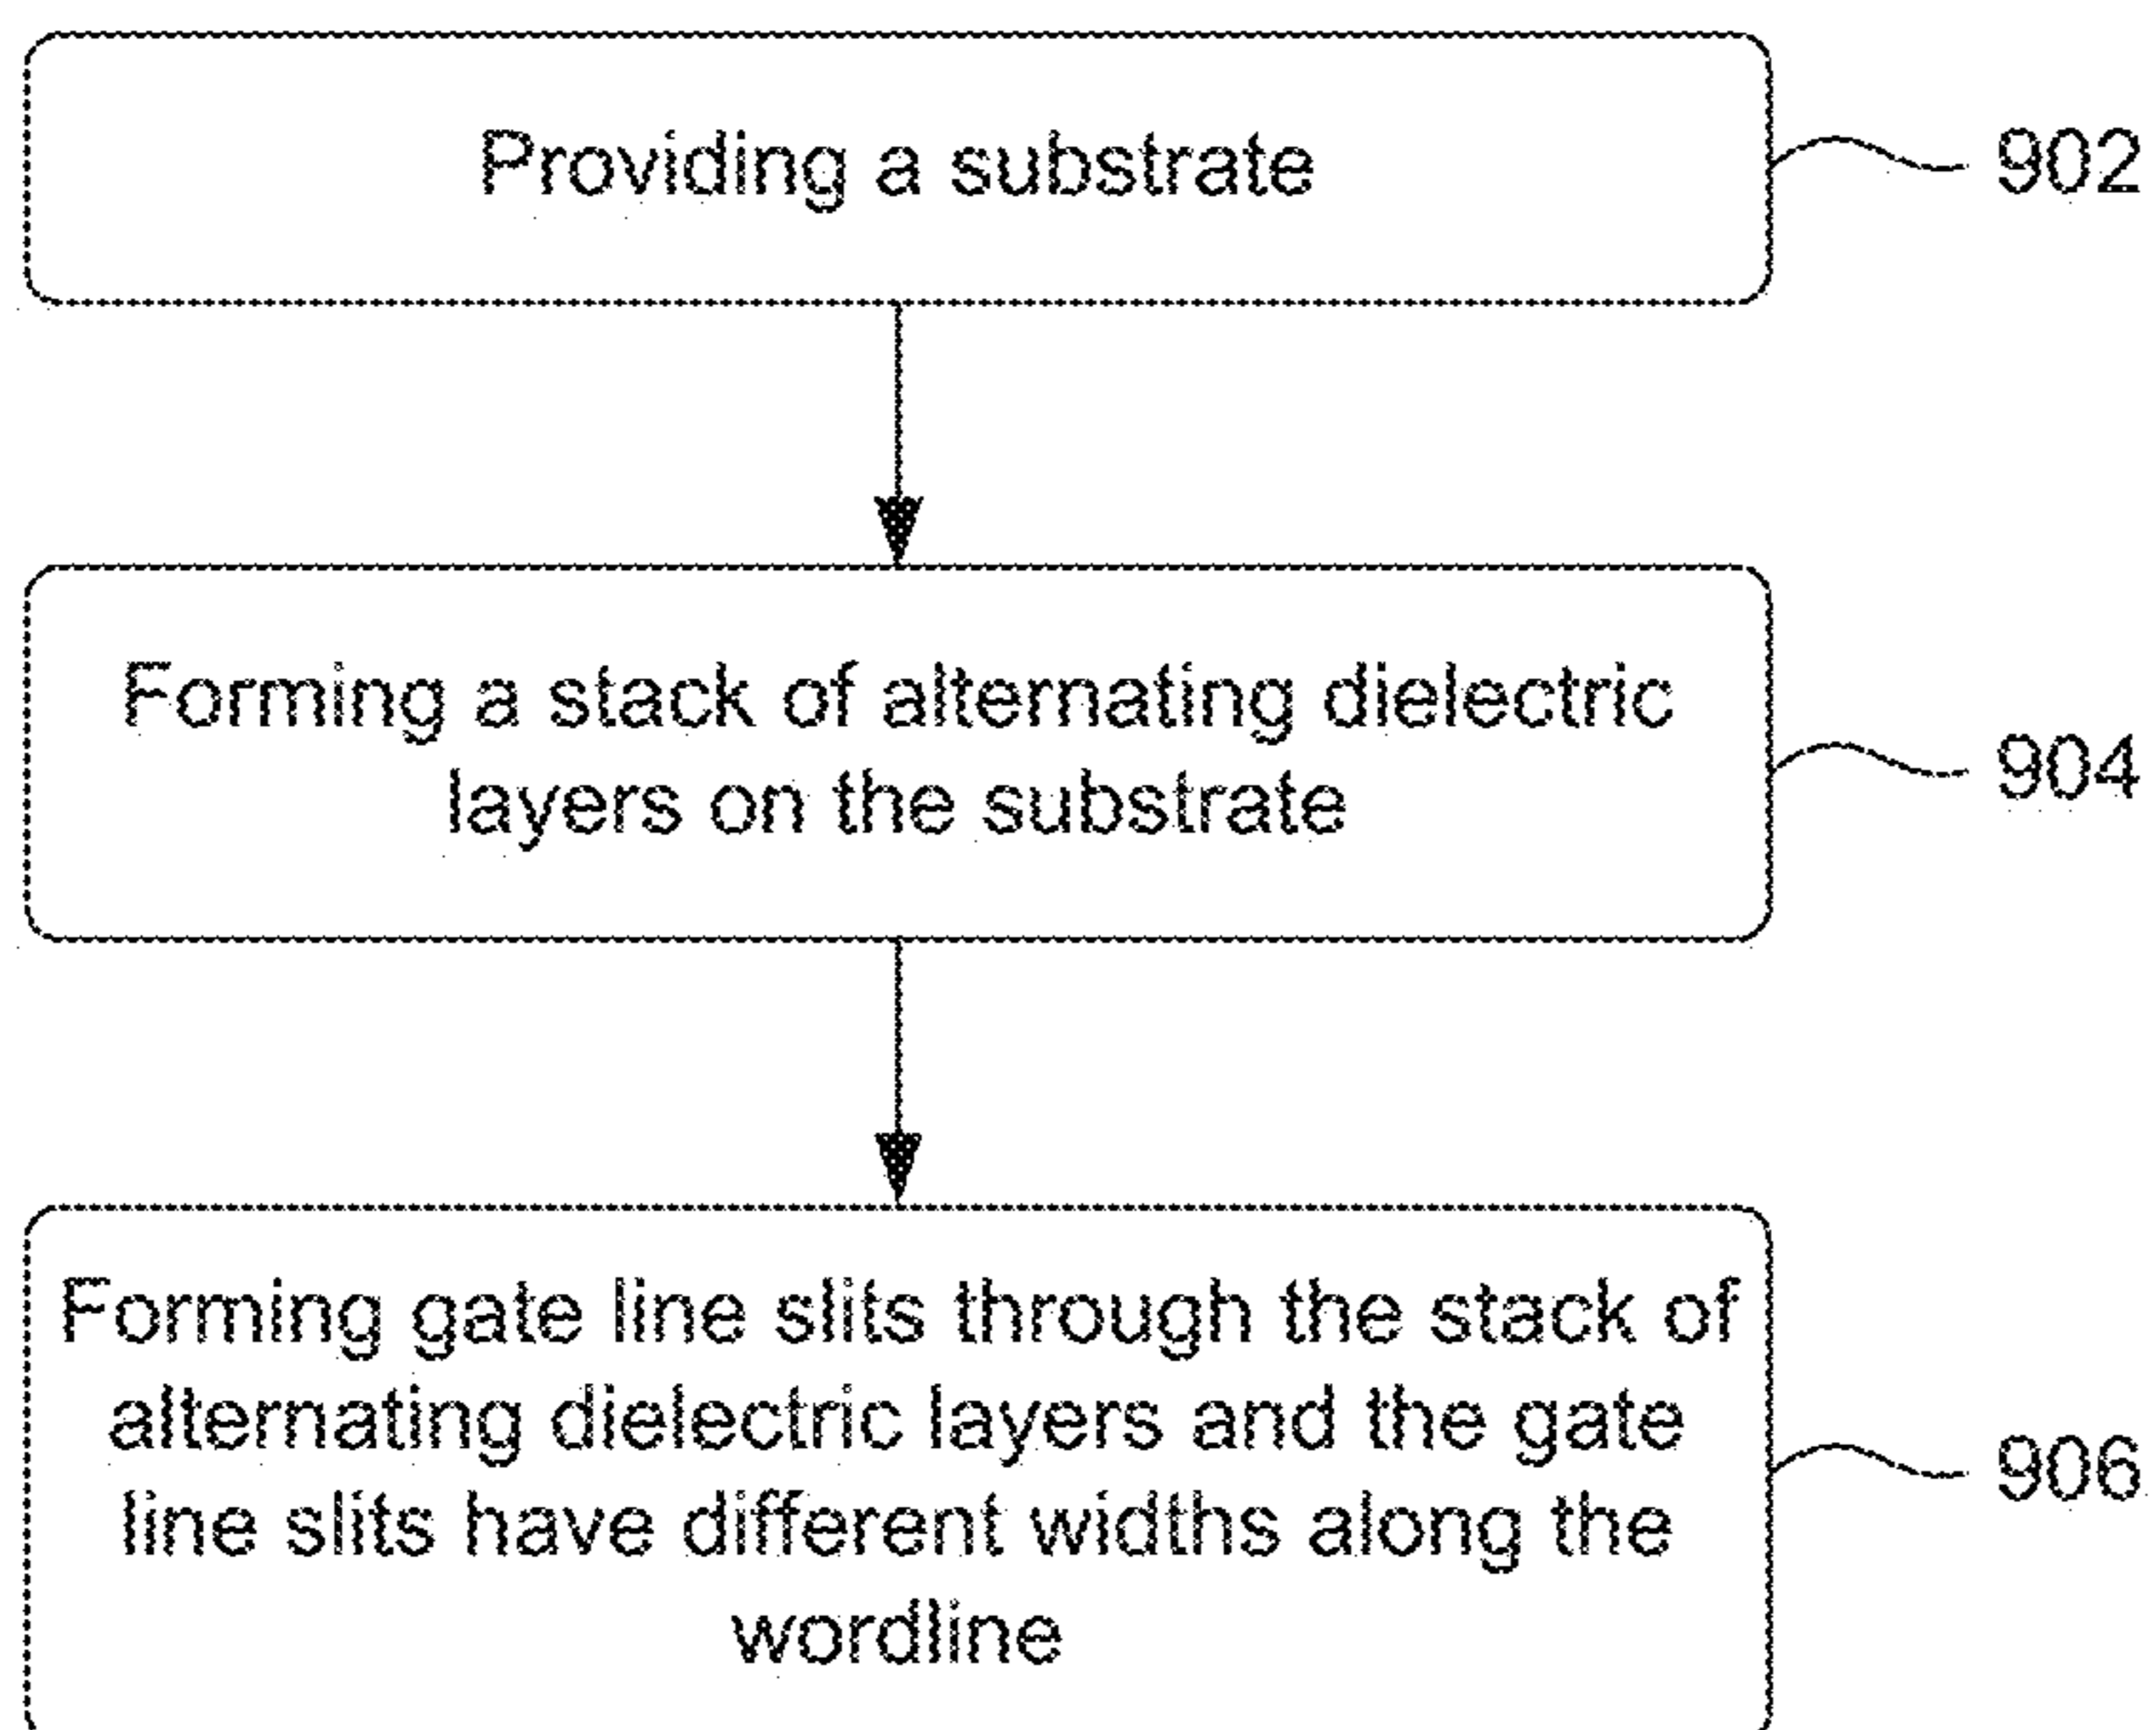 Providing a substrate
902
Forming a stack of alternating dielectric
layers on the substrate
904
Forming gate line slits through the stack of
alternating dielectric layers and the gate
line slits have different widths along the
wordline
906